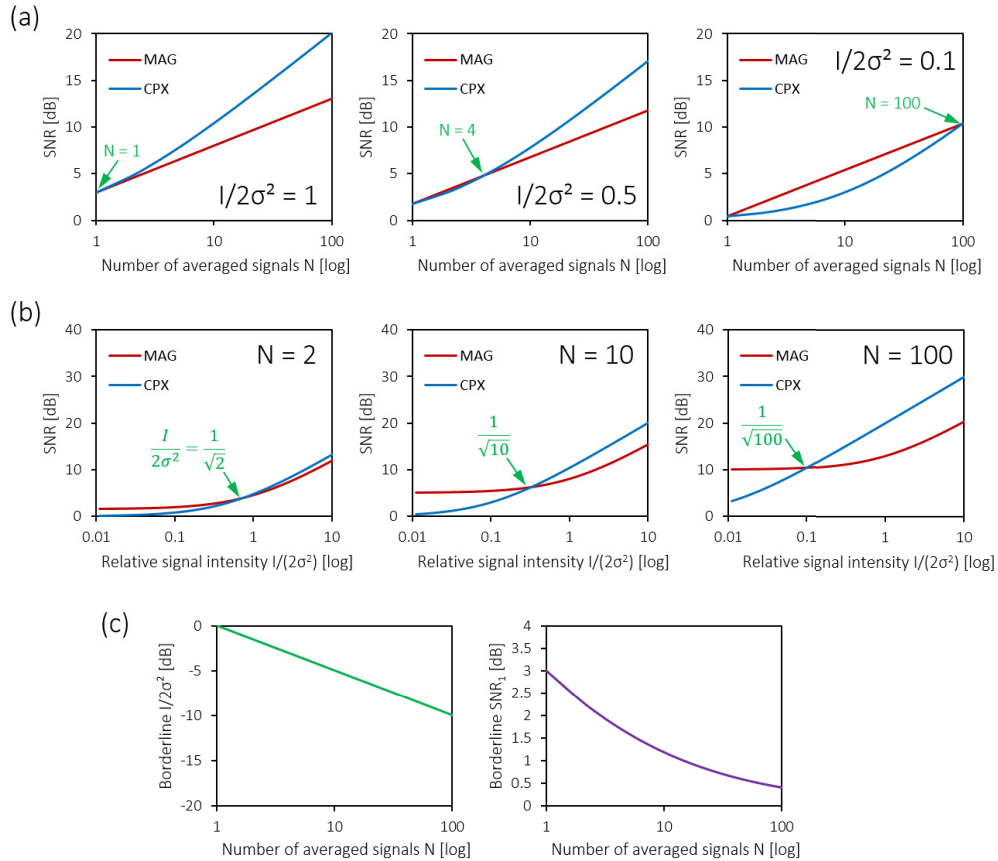 (a)
20
15
10
5
0
SNR [dB]
MAG
CPX
N = 1
I/2σ² = 1
1
10
100
Number of averaged signals N [log]
20
15
10
5
0
SNR [dB]
MAG
CPX
N = 4
I/2σ² = 0.5
1
10
100
Number of averaged signals N [log]
20
15
10
5
0
SNR [dB]
MAG
CPX
I/2σ² = 0.1
N = 100
1
10
100
Number of averaged signals N [log]
(b)
40
30
20
10
0
SNR [dB]
MAG
CPX
N = 2
I/2σ² = 1/√2
0.01
0.1
1
10
Relative signal intensity I/(2σ²) [log]
40
30
20
10
0
SNR [dB]
MAG
CPX
N = 10
1/√10
0.01
0.1
1
10
Relative signal intensity I/(2σ²) [log]
40
30
20
10
0
SNR [dB]
MAG
CPX
N = 100
1/√100
0.01
0.1
1
10
Relative signal intensity I/(2σ²) [log]
(c)
0
-5
-10
-15
-20
Borderline I/2σ² [dB]
1
10
100
Number of averaged signals N [log]
4
3.5
3
2.5
2
1.5
1
0.5
0
Borderline SNR₁ [dB]
1
10
100
Number of averaged signals N [log]